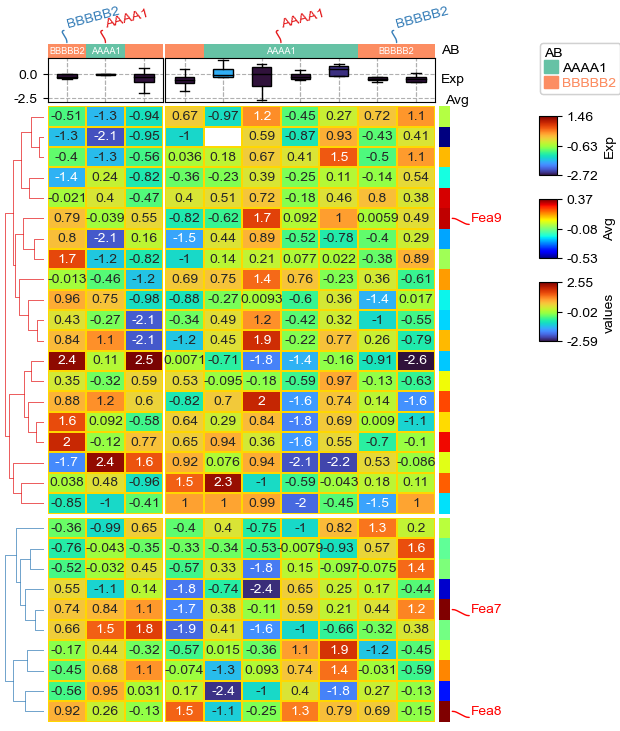 BBBBB2 AAAA1 AAAA1 BBBBB2
BBBBB2 AAAA1 AAAA1 BBBBB2 AB
0.0 Exp
-2.5 Avg
-0.51 -1.3 -0.94 0.67 -0.97 1.2 -0.45 0.27 0.72 1.1
-1.3 -2.1 -0.95 -1 0.59 -0.87 0.93 -0.43 0.41
-0.4 -1.3 -0.56 0.036 0.18 0.67 0.41 1.5 -0.5 1.1
-1.4 0.24 -0.82 -0.36 -0.23 0.39 -0.25 0.11 -0.14 0.54
-0.021 0.4 -0.47 0.4 0.51 0.72 -0.18 0.46 0.8 0.38
0.79 -0.039 0.55 -0.82 -0.62 1.7 0.092 1 0.0059 0.49 Fea9
0.8 -2.1 0.16 -1.5 0.44 0.89 -0.52 -0.78 -0.4 0.29
1.7 -1.2 -0.82 -1 0.14 0.21 0.077 0.022 -0.38 0.89
-0.013 -0.46 -1.2 0.69 0.75 1.4 0.76 -0.23 0.36 -0.61
0.96 0.75 -0.98 -0.88 -0.27 0.0093 -0.6 0.36 -1.4 0.017
0.43 -0.27 -2.1 -0.34 0.49 1.2 -0.42 0.32 -1 -0.55
0.84 1.1 -2.1 -1.2 0.45 1.9 -0.22 0.77 0.26 -0.79
2.4 0.11 2.5 0.0071 -0.71 -1.8 -1.4 -0.16 -0.91 -2.6
0.35 -0.32 0.59 0.53 -0.095 -0.18 -0.59 0.97 -0.13 -0.63
0.88 1.2 0.6 -0.82 0.7 2 -1.6 0.74 0.14 -1.6
1.6 0.092 -0.58 0.64 0.29 0.84 -1.8 0.69 0.009 -1.1
2 -0.12 0.77 0.65 0.94 0.36 -1.6 0.55 -0.7 -0.1
-1.7 2.4 1.6 0.92 0.076 0.94 -2.1 -2.2 0.53 -0.086
0.038 0.48 -0.96 1.5 2.3 -1 -0.59 -0.043 0.18 0.11
-0.85 -1 -0.41 1 1 0.99 -2 -0.45 -1.5 1
-0.36 -0.99 0.65 -0.4 0.4 -0.75 -1 0.82 1.3 0.2
-0.76 -0.043 -0.35 -0.33 -0.34 -0.53 -0.0079 -0.93 0.57 1.6
-0.52 -0.032 0.45 -0.57 0.33 -1.8 0.15 -0.097 -0.075 1.4
0.55 -1.1 0.14 -1.8 -0.74 -2.4 0.65 0.25 0.17 -0.44
0.74 0.84 1.1 -1.7 0.38 -0.11 0.59 0.21 0.44 1.2 Fea7
0.66 1.5 1.8 -1.9 0.41 -1.6 -1 -0.66 -0.32 0.38
-0.17 0.44 -0.32 -0.57 0.015 -0.36 1.1 1.9 -1.2 -0.45
-0.45 0.68 1.1 -0.074 -1.3 0.093 0.74 1.4 -0.031 -0.59
-0.56 0.95 0.031 0.17 -2.4 -1 0.4 -1.8 0.27 -0.13
0.92 0.26 -0.13 1.5 -1.1 -0.25 1.3 0.79 0.69 -0.15 Fea8
AB
AAAA1
BBBBB2
1.46
-0.63
-2.72
Exp
0.37
-0.08
-0.53
Avg
2.55
-0.02
-2.59
values